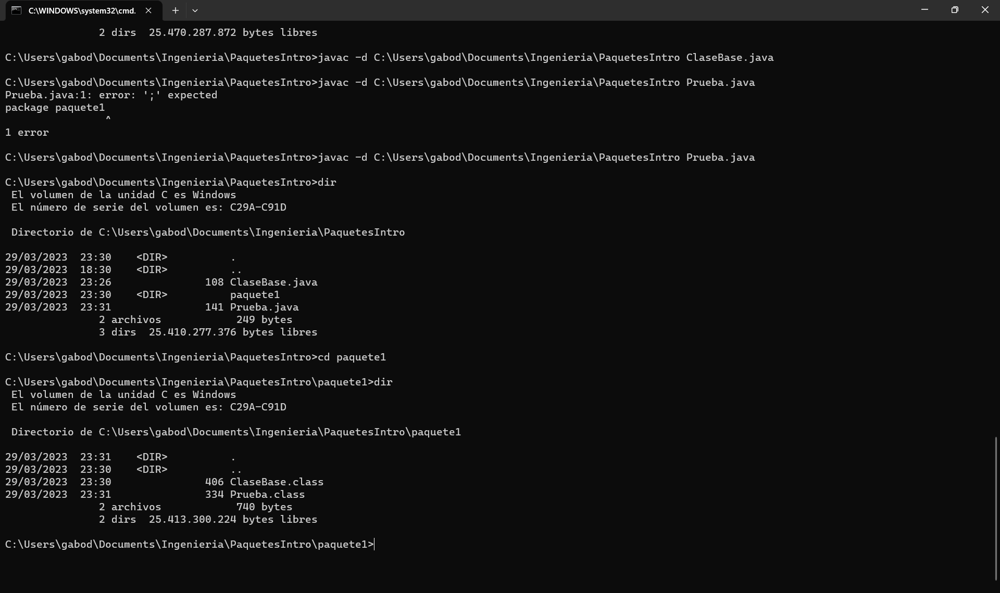 C:\WINDOWS\system32\cmd.
2 dirs  25.470.287.872 bytes libres
C:\Users\gabod\Documents\Ingenieria\PaquetesIntro>javac -d C:\Users\gabod\Documents\Ingenieria\PaquetesIntro ClaseBase.java
C:\Users\gabod\Documents\Ingenieria\PaquetesIntro>javac -d C:\Users\gabod\Documents\Ingenieria\PaquetesIntro Prueba.java
Prueba.java:1: error: ';' expected
package paquete1
^
1 error
C:\Users\gabod\Documents\Ingenieria\PaquetesIntro>javac -d C:\Users\gabod\Documents\Ingenieria\PaquetesIntro Prueba.java
C:\Users\gabod\Documents\Ingenieria\PaquetesIntro>dir
El volumen de la unidad C es Windows
El número de serie del volumen es: C29A-C91D
Directorio de C:\Users\gabod\Documents\Ingenieria\PaquetesIntro
29/03/2023  23:30    <DIR>          .
29/03/2023  18:30    <DIR>          ..
29/03/2023  23:26               108 ClaseBase.java
29/03/2023  23:30    <DIR>          paquete1
29/03/2023  23:31               141 Prueba.java
2 archivos            249 bytes
3 dirs  25.410.277.376 bytes libres
C:\Users\gabod\Documents\Ingenieria\PaquetesIntro>cd paquete1
C:\Users\gabod\Documents\Ingenieria\PaquetesIntro\paquete1>dir
El volumen de la unidad C es Windows
El número de serie del volumen es: C29A-C91D
Directorio de C:\Users\gabod\Documents\Ingenieria\PaquetesIntro\paquete1
29/03/2023  23:31    <DIR>          .
29/03/2023  23:30    <DIR>          ..
29/03/2023  23:30               406 ClaseBase.class
29/03/2023  23:31               334 Prueba.class
2 archivos            740 bytes
2 dirs  25.413.300.224 bytes libres
C:\Users\gabod\Documents\Ingenieria\PaquetesIntro\paquete1>